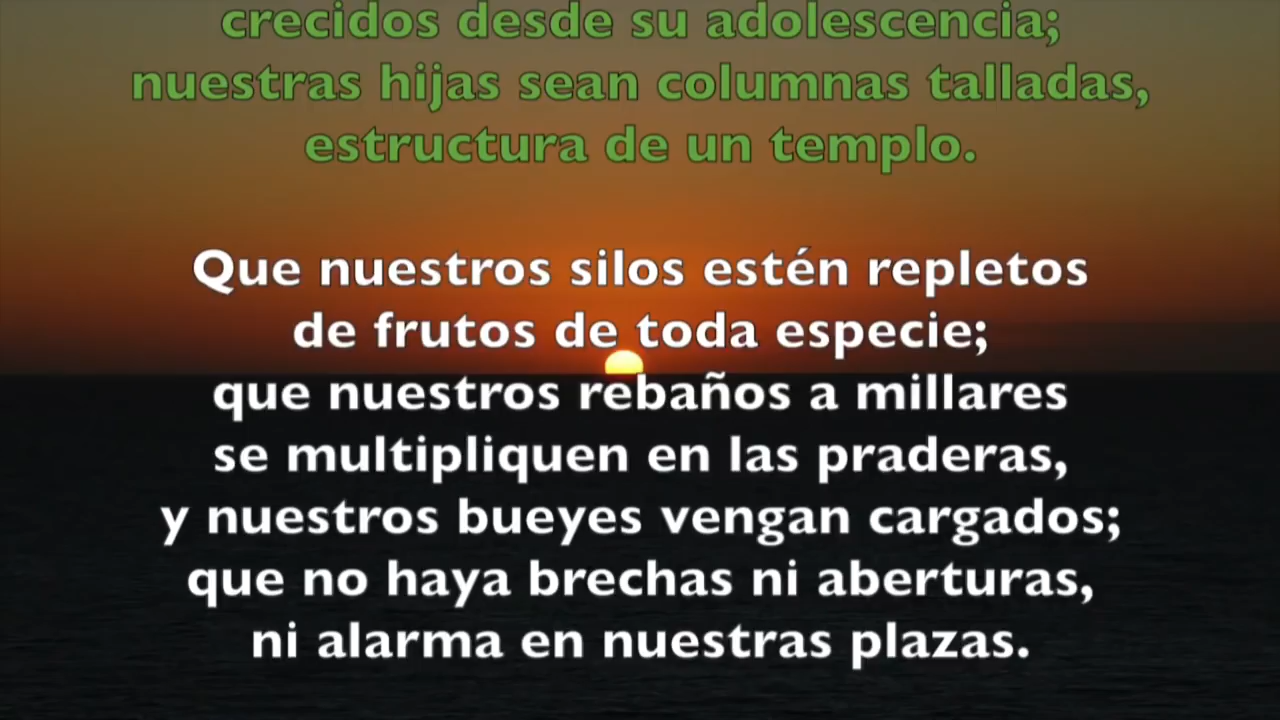 crecidos desde su adolescencia;
nuestras hijas sean columnas talladas,
estructura de un templo.
Que nuestros silos estén repletos
de frutos de toda especie;
que nuestros rebaños a millares
se multipliquen en las praderas,
y nuestros bueyes vengan cargados;
que no haya brechas ni aberturas,
ni alarma en nuestras plazas.